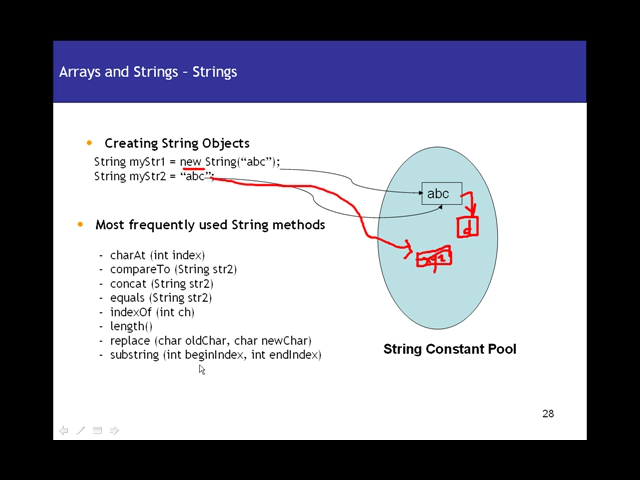 Arrays and Strings – Strings
Creating String Objects
String myStr1 = new String(“abc”);
String myStr2 = “abc”;
abc
d
Most frequently used String methods
- charAt (int index)
- compareTo (String str2)
- concat (String str2)
- equals (String str2)
- indexOf (int ch)
- length()
- replace (char oldChar, char newChar)
- substring (int beginIndex, int endIndex)
String Constant Pool
28